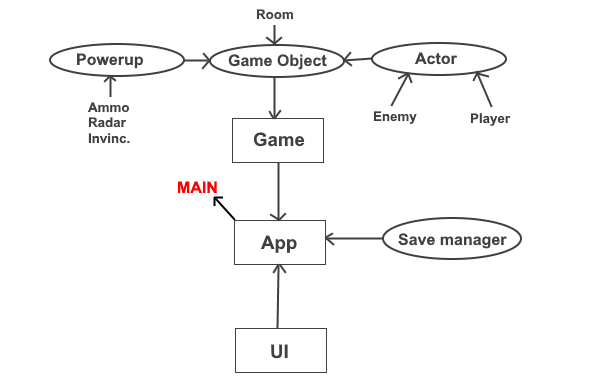 Room
Powerup
Game Object
Actor
Ammo
Radar
Invinc.
Enemy
Player
Game
MAIN
App
Save manager
UI